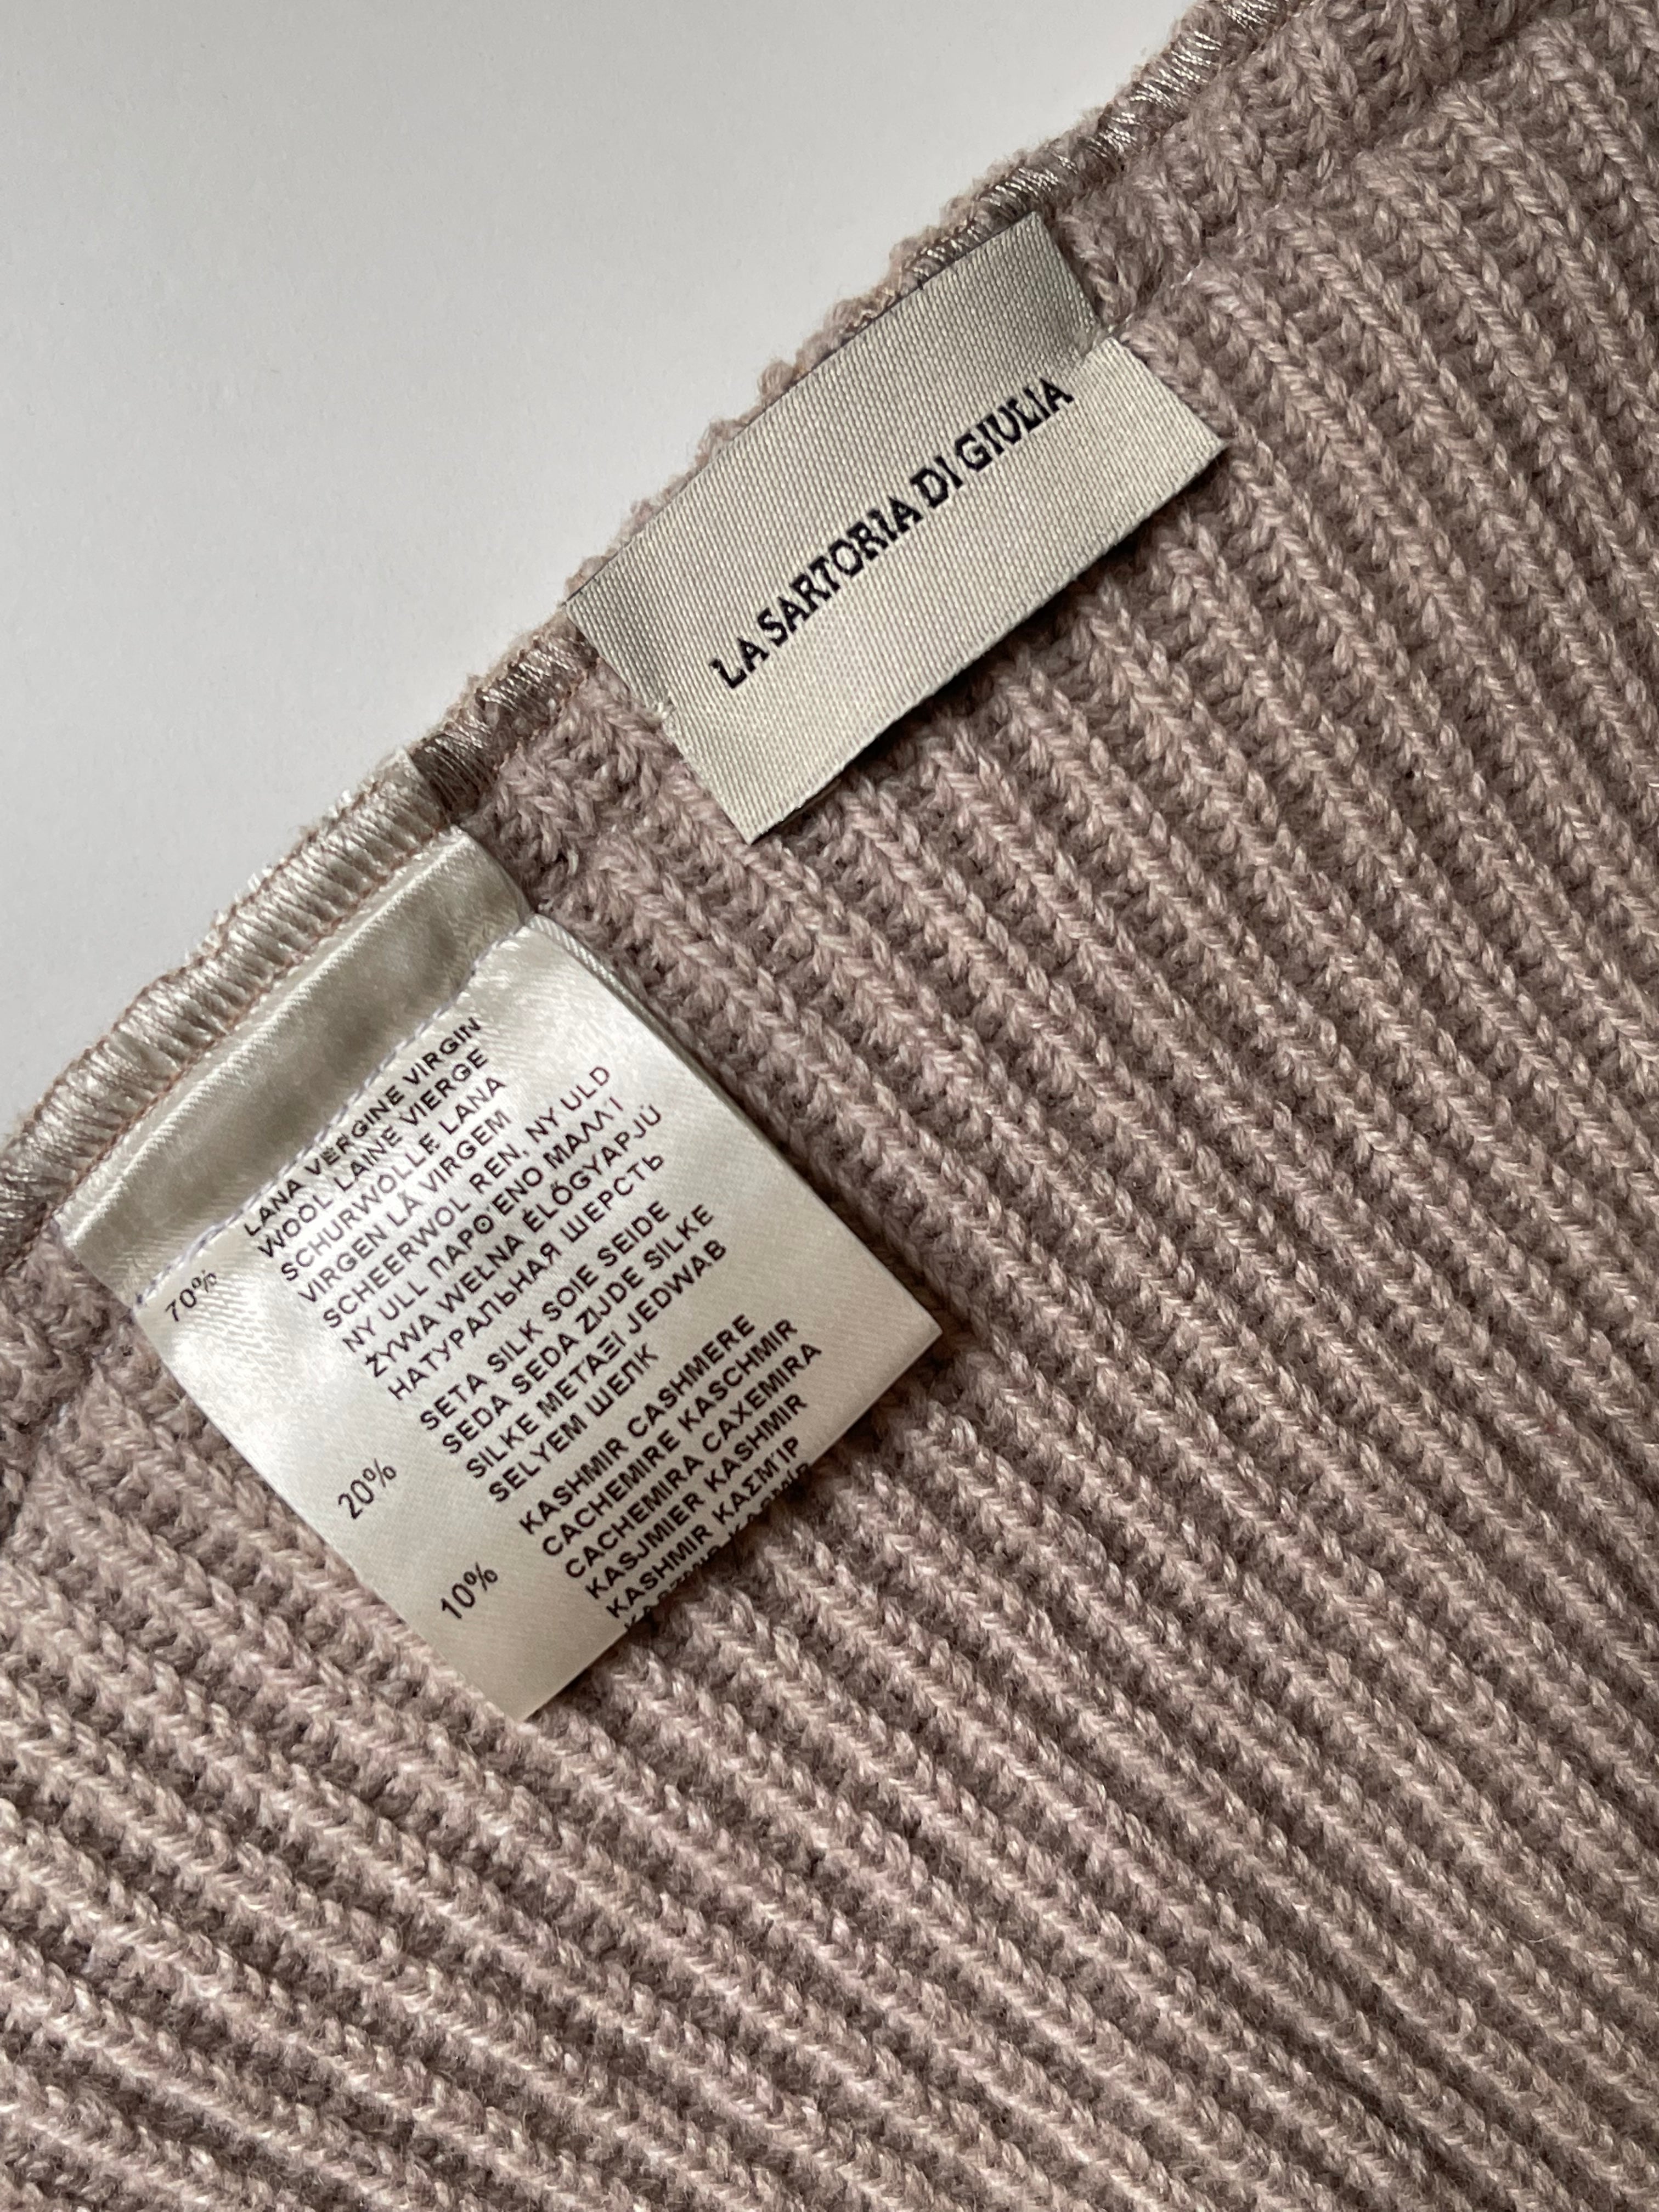 LA SARTORIA DI GIULIA
70% LANA VERGINE VIRGIN
WOOL LAINE VIERGE
SCHURWOLLE LANA
VIRGEN LÃ VIRGEM
SCHEERWOL REN, NY ULD
NY ULL ΠΑΡΘΕΝΟ ΜΑΛΛΊ
ŻYWA WEŁNA ÉLŐGYAPJÚ
НАТУРАЛЬНАЯ ШЕРСТЬ
20% SETA SILK SOIE SEIDE
SEDA SEDA ZIJDE SILKE
SILKE ΜΕΤΑΞΙ JEDWAB
SELYEM ШЕЛК
10% KASHMIR CASHMERE
CACHEMIRE KASCHMIR
CACHEMIRA CAXEMIRA
KASJMIER KASHMIR
KASHMIR ΚΑΣΜΊΡ